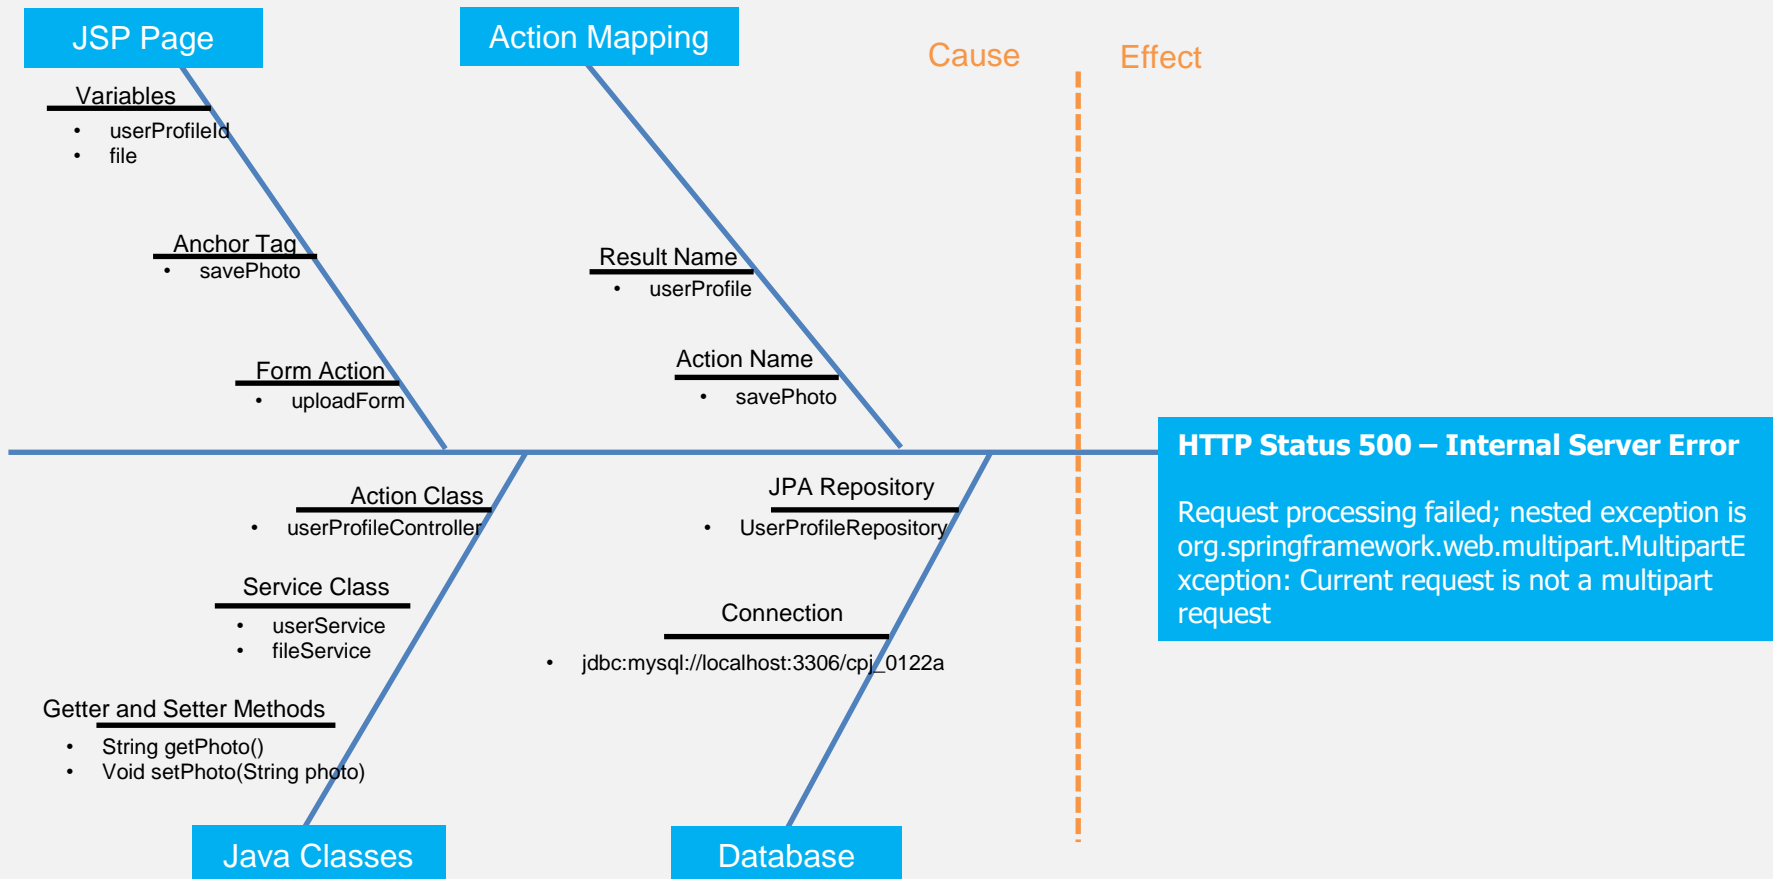 JSP Page
Action Mapping
Cause
Effect
Variables
• userProfileId
• file
Anchor Tag
• savePhoto
Form Action
• uploadForm
Result Name
• userProfile
Action Name
• savePhoto
HTTP Status 500 – Internal Server Error
Request processing failed; nested exception is
org.springframework.web.multipart.MultipartE
xception: Current request is not a multipart
request
Action Class
• userProfileController
Service Class
• userService
• fileService
Getter and Setter Methods
• String getPhoto()
• Void setPhoto(String photo)
JPA Repository
• UserProfileRepository
Connection
• jdbc:mysql://localhost:3306/cpj_0122a
Java Classes
Database